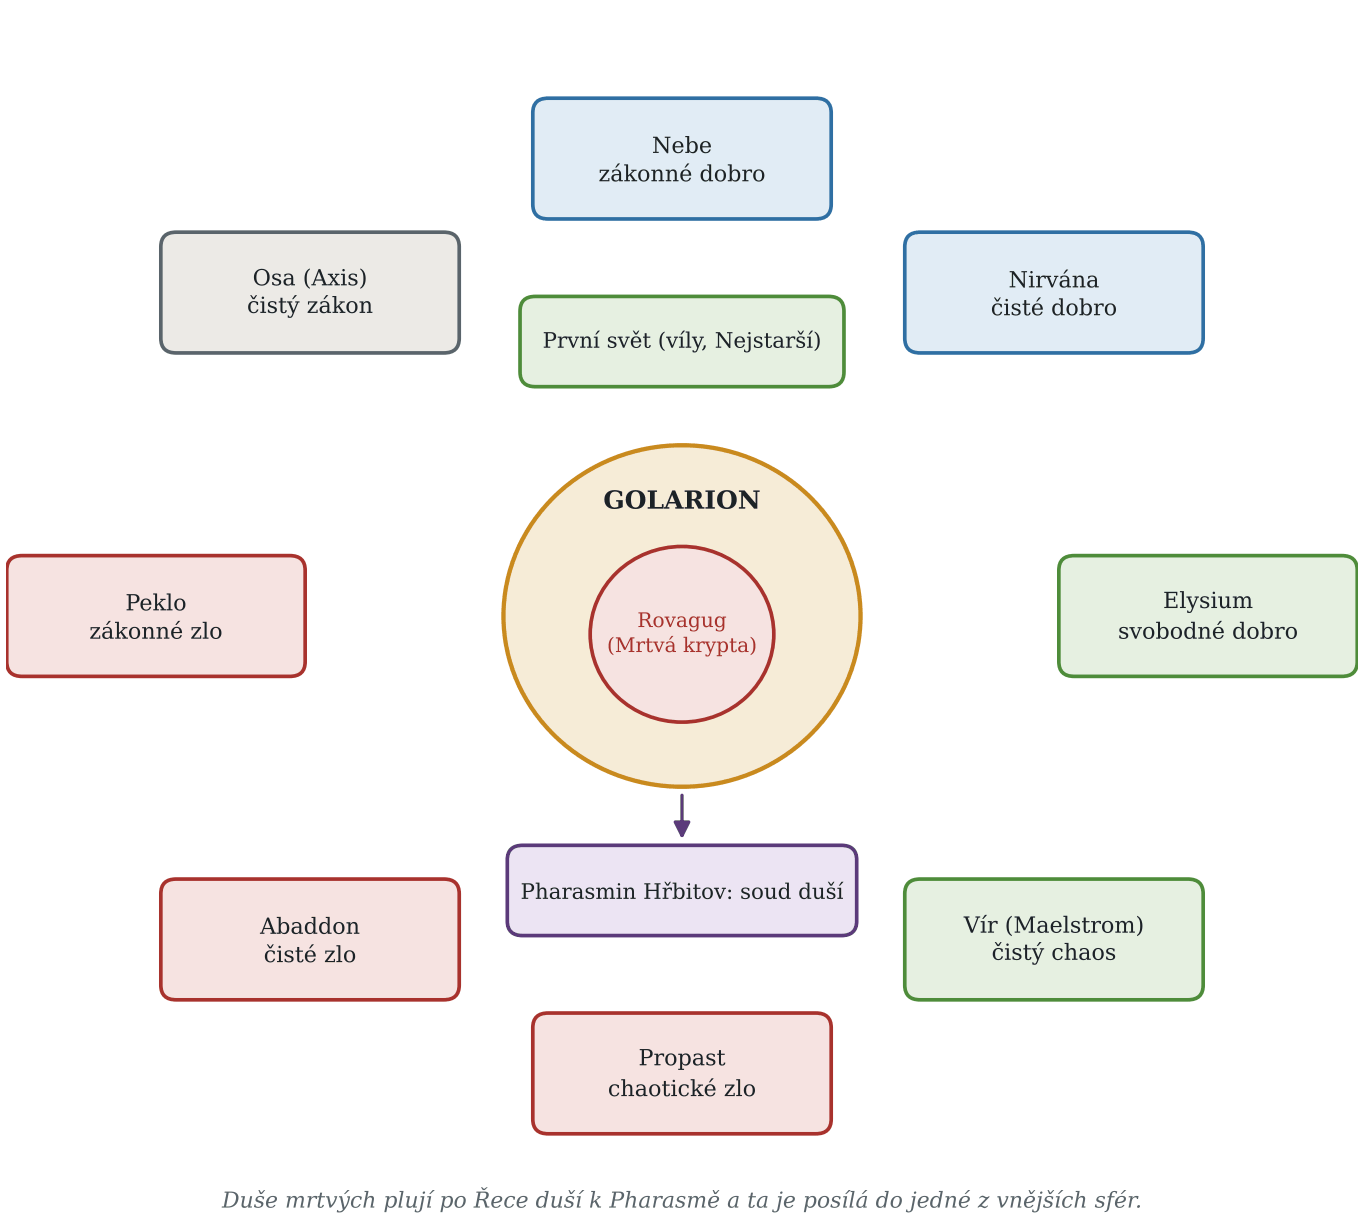 Nebe
zákonné dobro
Osa (Axis)
čistý zákon
Nirvána
čisté dobro
První svět (víly, Nejstarší)
GOLARION
Rovagug
(Mrtvá krypta)
Peklo
zákonné zlo
Elysium
svobodné dobro
Pharasmin Hřbitov: soud duší
Abaddon
čisté zlo
Vír (Maelstrom)
čistý chaos
Propast
chaotické zlo
Duše mrtvých plují po Řece duší k Pharasmě a ta je posílá do jedné z vnějších sfér.